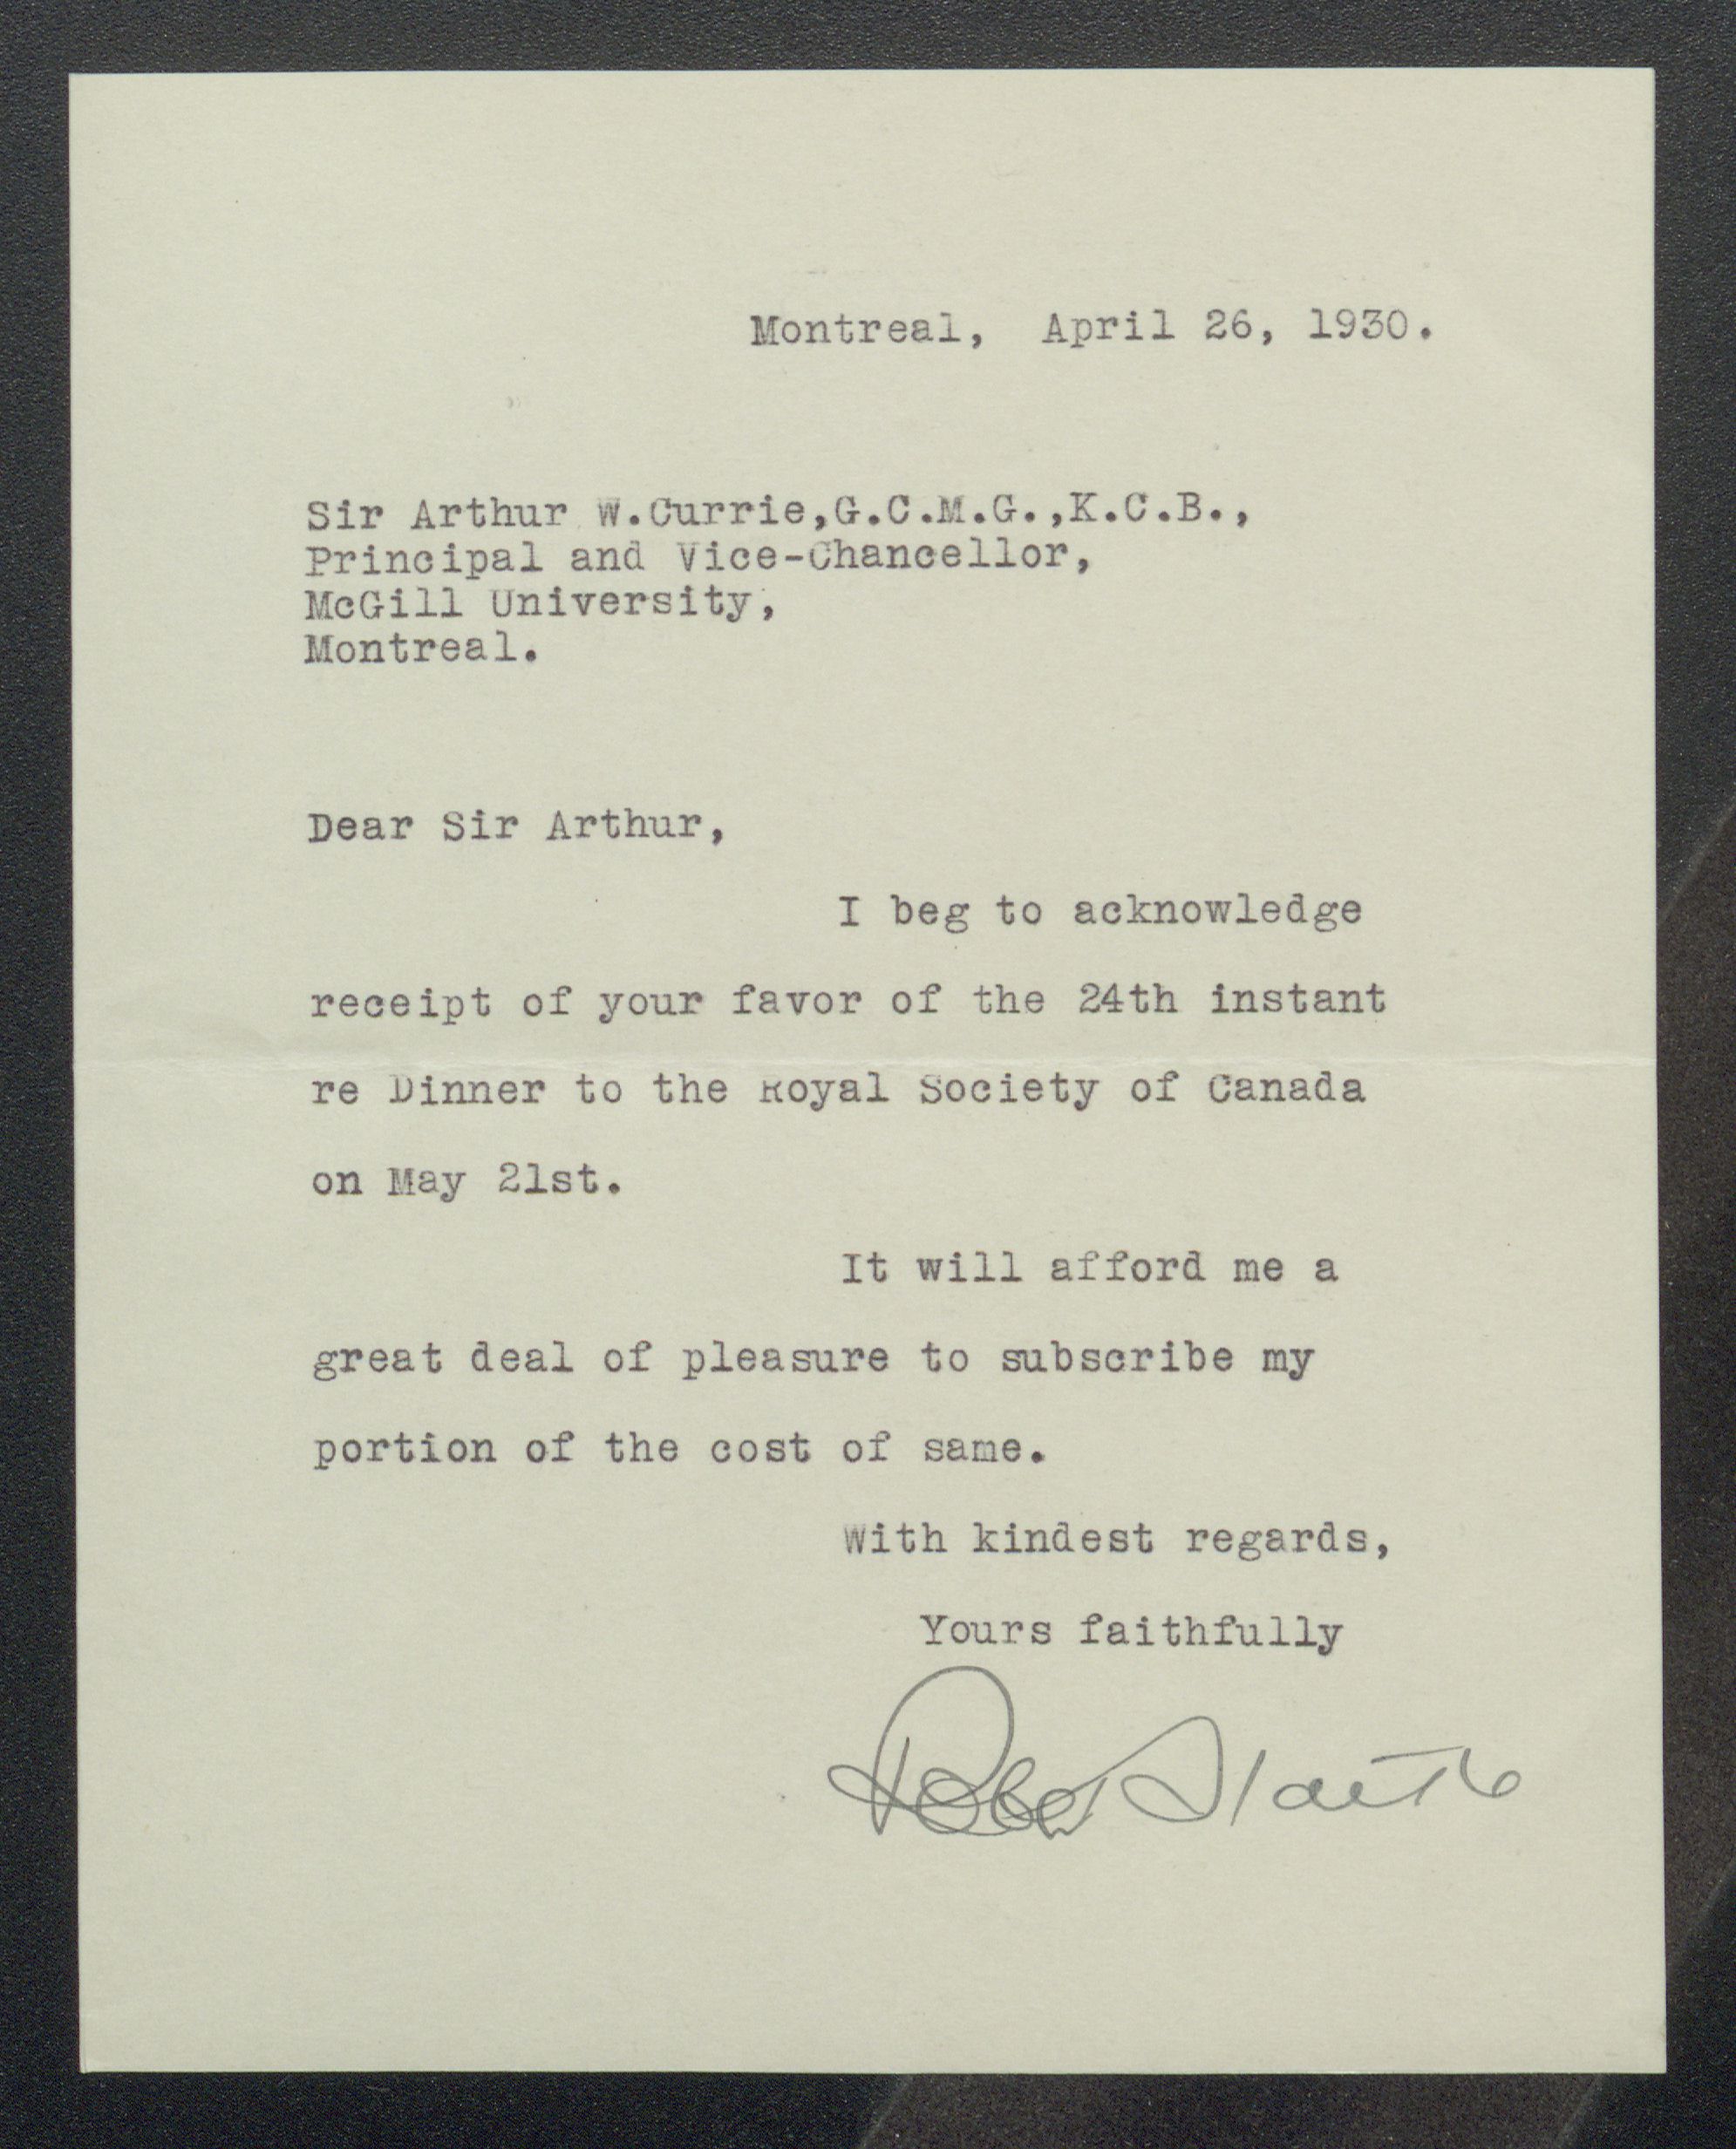 Montreal, April 26, 1930.
Sir Arthur W.Currie,G.C.M.G.,K.C.B.,
Principal and Vice-Chancellor,
McGill University,
Montreal.
Dear Sir Arthur,
I beg to acknowledge
receipt of your favor of the 24th instant
re Dinner to the Royal Society of Canada
on May 21st.
It will afford me a
great deal of pleasure to subscribe my
portion of the cost of same.
With kindest regards,
Yours faithfully